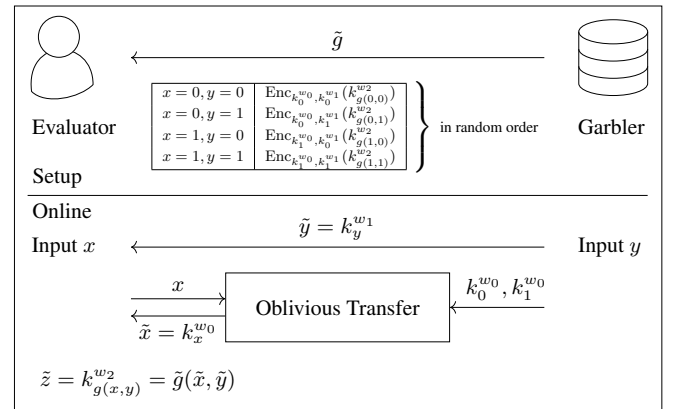 g̃
x = 0, y = 0 Enc_{k_0^{w_0}, k_0^{w_1}}(k_{g(0,0)}^{w_2})
x = 0, y = 1 Enc_{k_0^{w_0}, k_1^{w_1}}(k_{g(0,1)}^{w_2})
x = 1, y = 0 Enc_{k_1^{w_0}, k_0^{w_1}}(k_{g(1,0)}^{w_2})
x = 1, y = 1 Enc_{k_1^{w_0}, k_1^{w_1}}(k_{g(1,1)}^{w_2})
in random order
Evaluator
Garbler
Setup
Online
ỹ = k_y^{w_1}
Input x
Input y
x
k_0^{w_0}, k_1^{w_0}
Oblivious Transfer
x̃ = k_x^{w_0}
z̃ = k_{g(x,y)}^{w_2} = g̃(x̃, ỹ)